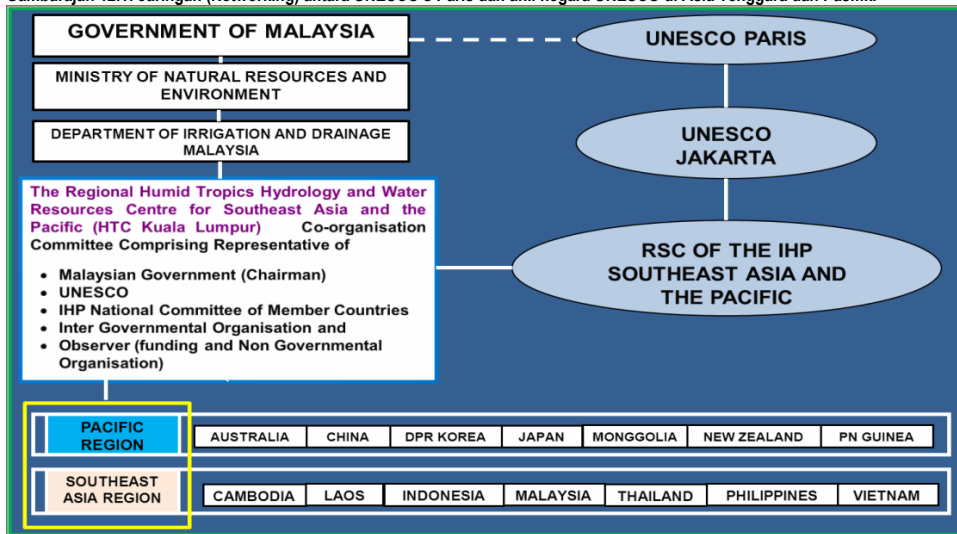 GOVERNMENT OF MALAYSIA
UNESCO PARIS
MINISTRY OF NATURAL RESOURCES AND
ENVIRONMENT
DEPARTMENT OF IRRIGATION AND DRAINAGE
MALAYSIA
UNESCO
JAKARTA
The Regional Humid Tropics Hydrology and Water
Resources Centre for Southeast Asia and the
Pacific (HTC Kuala Lumpur) Co-organisation
Committee Comprising Representative of
• Malaysian Government (Chairman)
• UNESCO
• IHP National Committee of Member Countries
• Inter Governmental Organisation and
• Observer (funding and Non Governmental
Organisation)
RSC OF THE IHP
SOUTHEAST ASIA AND
THE PACIFIC
PACIFIC
REGION
AUSTRALIA CHINA DPR KOREA JAPAN MONGGOLIA NEW ZEALAND PN GUINEA
SOUTHEAST
ASIA REGION
CAMBODIA LAOS INDONESIA MALAYSIA THAILAND PHILIPPINES VIETNAM